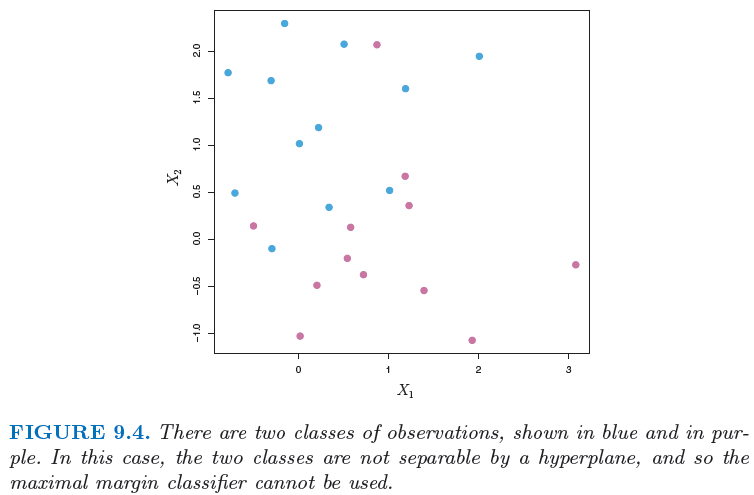 2.0
1.5
1.0
0.5
0.0
−0.5
−1.0
X2
0 1 2 3
X1
FIGURE 9.4. There are two classes of observations, shown in blue and in pur-
ple. In this case, the two classes are not separable by a hyperplane, and so the
maximal margin classifier cannot be used.